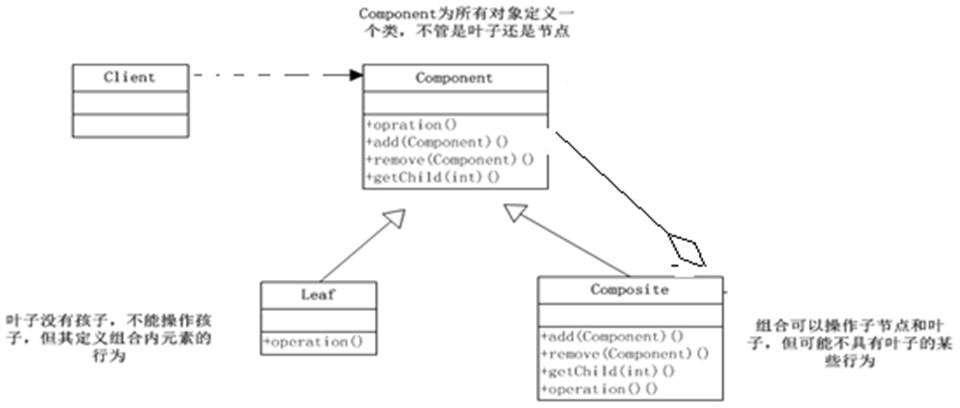 Component为所有对象定义一
个类，不管是叶子还是节点
Client
Component
+opration()
+add(Component)()
+remove(Component)()
+getChild(int)()
Leaf
+operation()
Composite
+add(Component)()
+remove(Component)()
+getChild(int)()
+operation()()
叶子没有孩子，不能操作孩
子，但其定义组合内元素的
行为
组合可以操作子节点和叶
子，但可能不具有叶子的某
些行为